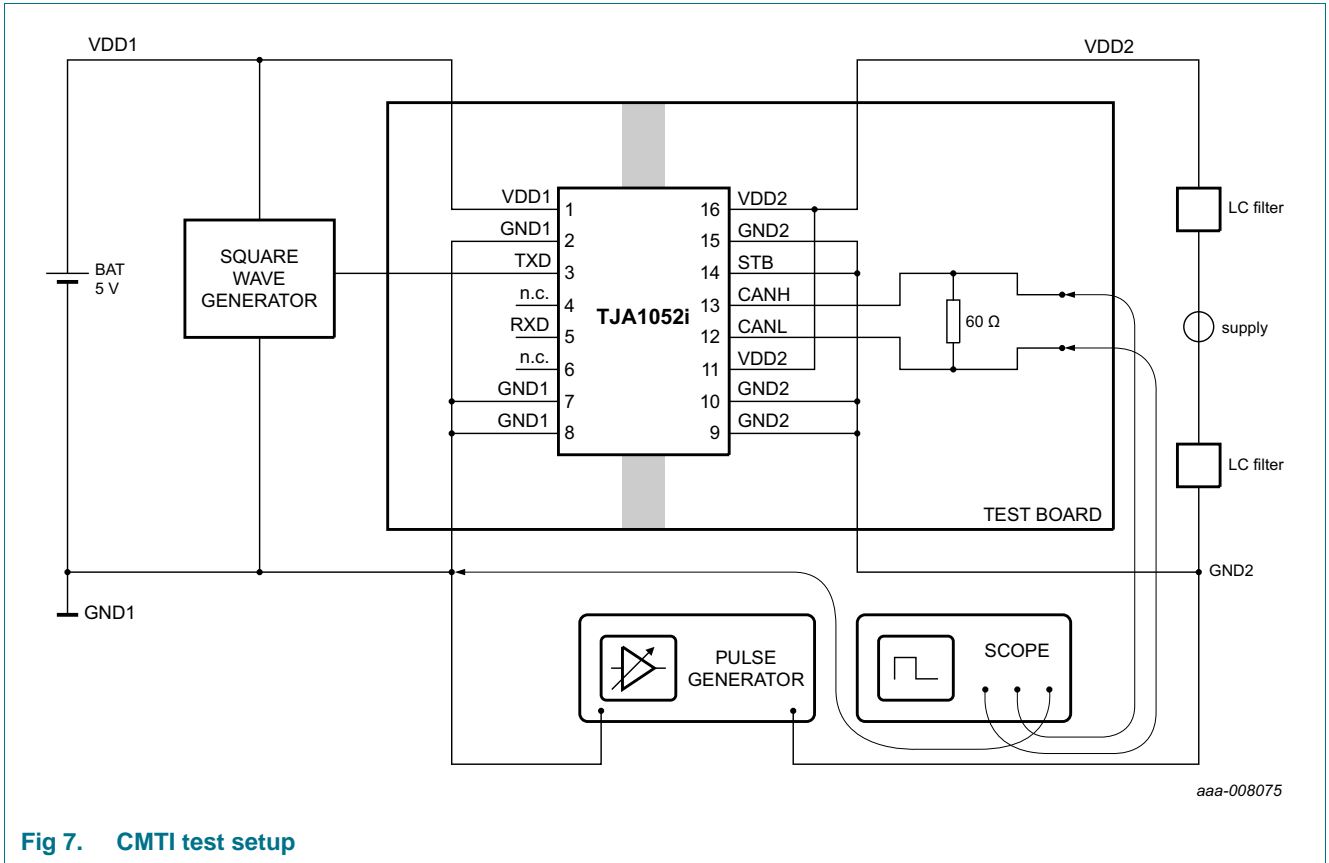 VDD1
VDD2
VDD1
1
GND1
2
TXD
3
n.c.
4
RXD
5
n.c.
6
GND1
7
GND1
8
TJA1052i
16
VDD2
15
GND2
14
STB
13
CANH
12
CANL
11
VDD2
10
GND2
9
GND2
SQUARE
WAVE
GENERATOR
BAT
5 V
60 Ω
LC filter
supply
LC filter
TEST BOARD
GND2
GND1
PULSE
GENERATOR
SCOPE
aaa-008075
Fig 7. CMTI test setup